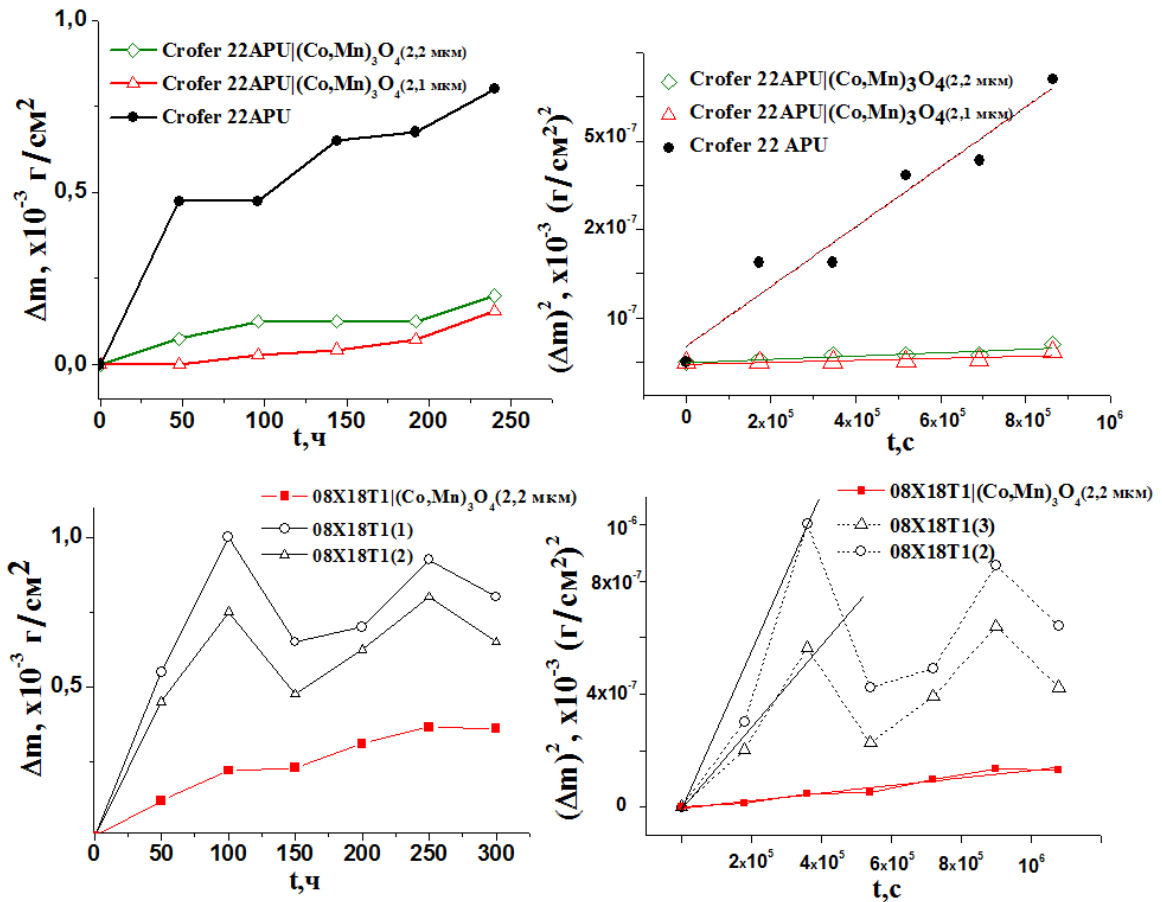 1,0
0,5
0,0
Δm, x10⁻³ г/см²
Crofer 22APU|(Co,Mn)₃O₄(2,2 мкм)
Crofer 22APU|(Co,Mn)₃O₄(2,1 мкм)
Crofer 22APU
0 50 100 150 200 250
t,ч
5x10⁻⁷
2x10⁻⁷
10⁻⁷
(Δm)², x10⁻³ (г/см²)²
Crofer 22APU|(Co,Mn)₃O₄(2,2 мкм)
Crofer 22APU|(Co,Mn)₃O₄(2,1 мкм)
Crofer 22 APU
0 2x10⁵ 4x10⁵ 6x10⁵ 8x10⁵ 10⁶
t,с
1,0
0,5
Δm, x10⁻³ г/см²
08X18T1|(Co,Mn)₃O₄(2,2 мкм)
08X18T1(1)
08X18T1(2)
0 50 100 150 200 250 300
t,ч
10⁻⁶
8x10⁻⁷
4x10⁻⁷
0
(Δm)², x10⁻³ (г/см²)²
08X18T1|(Co,Mn)₃O₄(2,2 мкм)
08X18T1(3)
08X18T1(2)
2x10⁵ 4x10⁵ 6x10⁵ 8x10⁵ 10⁶
t,с